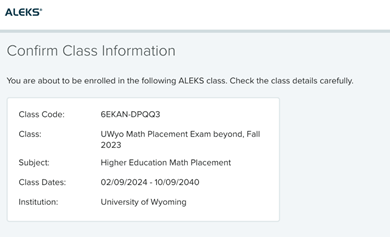 ALEKS®
Confirm Class Information
You are about to be enrolled in the following ALEKS class. Check the class details carefully.
Class Code: 6EKAN-DPQQ3
Class: UWyo Math Placement Exam beyond, Fall
2023
Subject: Higher Education Math Placement
Class Dates: 02/09/2024 - 10/09/2040
Institution: University of Wyoming